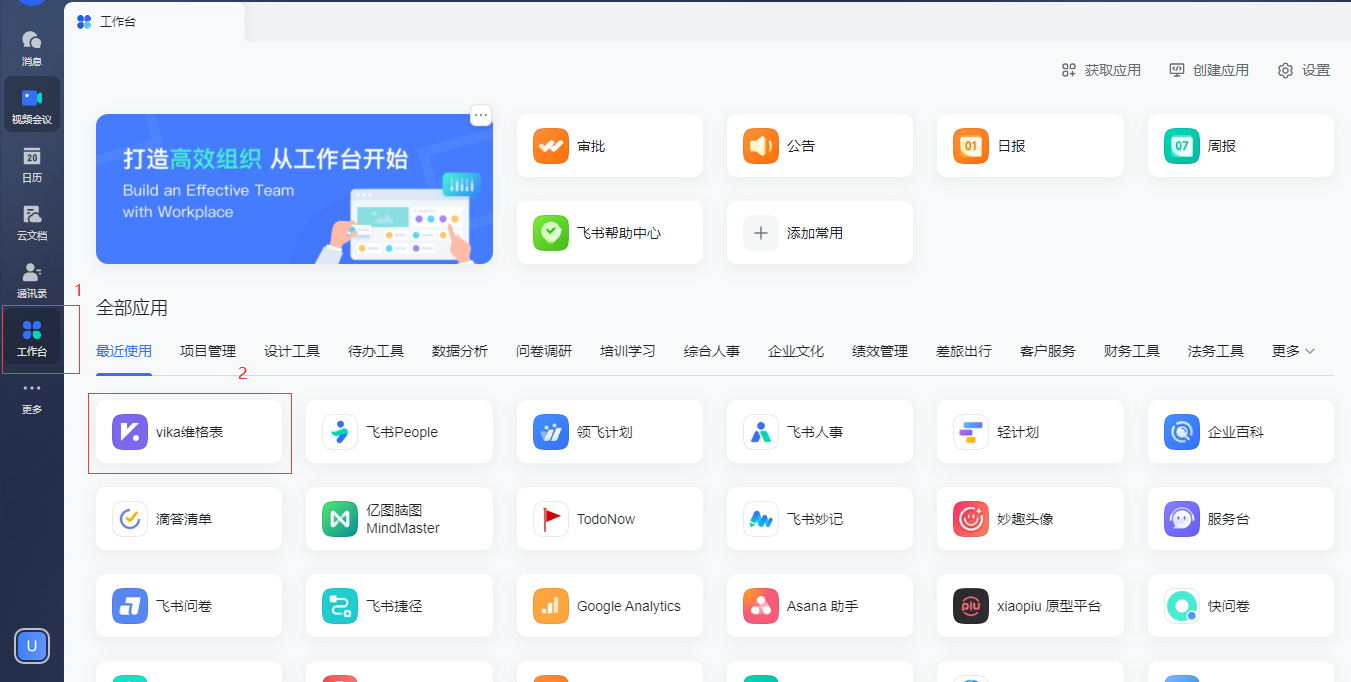 工作台
消息
视频会议
20
日历
云文档
通讯录
1
工作台
更多
U
获取应用
创建应用
设置
打造高效组织 从工作台开始
Build an Effective Team
with Workplace
审批
公告
01
日报
07
周报
飞书帮助中心
添加常用
全部应用
最近使用
项目管理
设计工具
待办工具
数据分析
问卷调研
培训学习
综合人事
企业文化
绩效管理
差旅出行
客户服务
财务工具
法务工具
更多
2
vika维格表
飞书People
领飞计划
飞书人事
轻计划
企业百科
滴答清单
亿图脑图
MindMaster
TodoNow
飞书妙记
妙趣头像
服务台
飞书问卷
飞书捷径
Google Analytics
Asana 助手
piu
xiaopiu 原型平台
快问卷